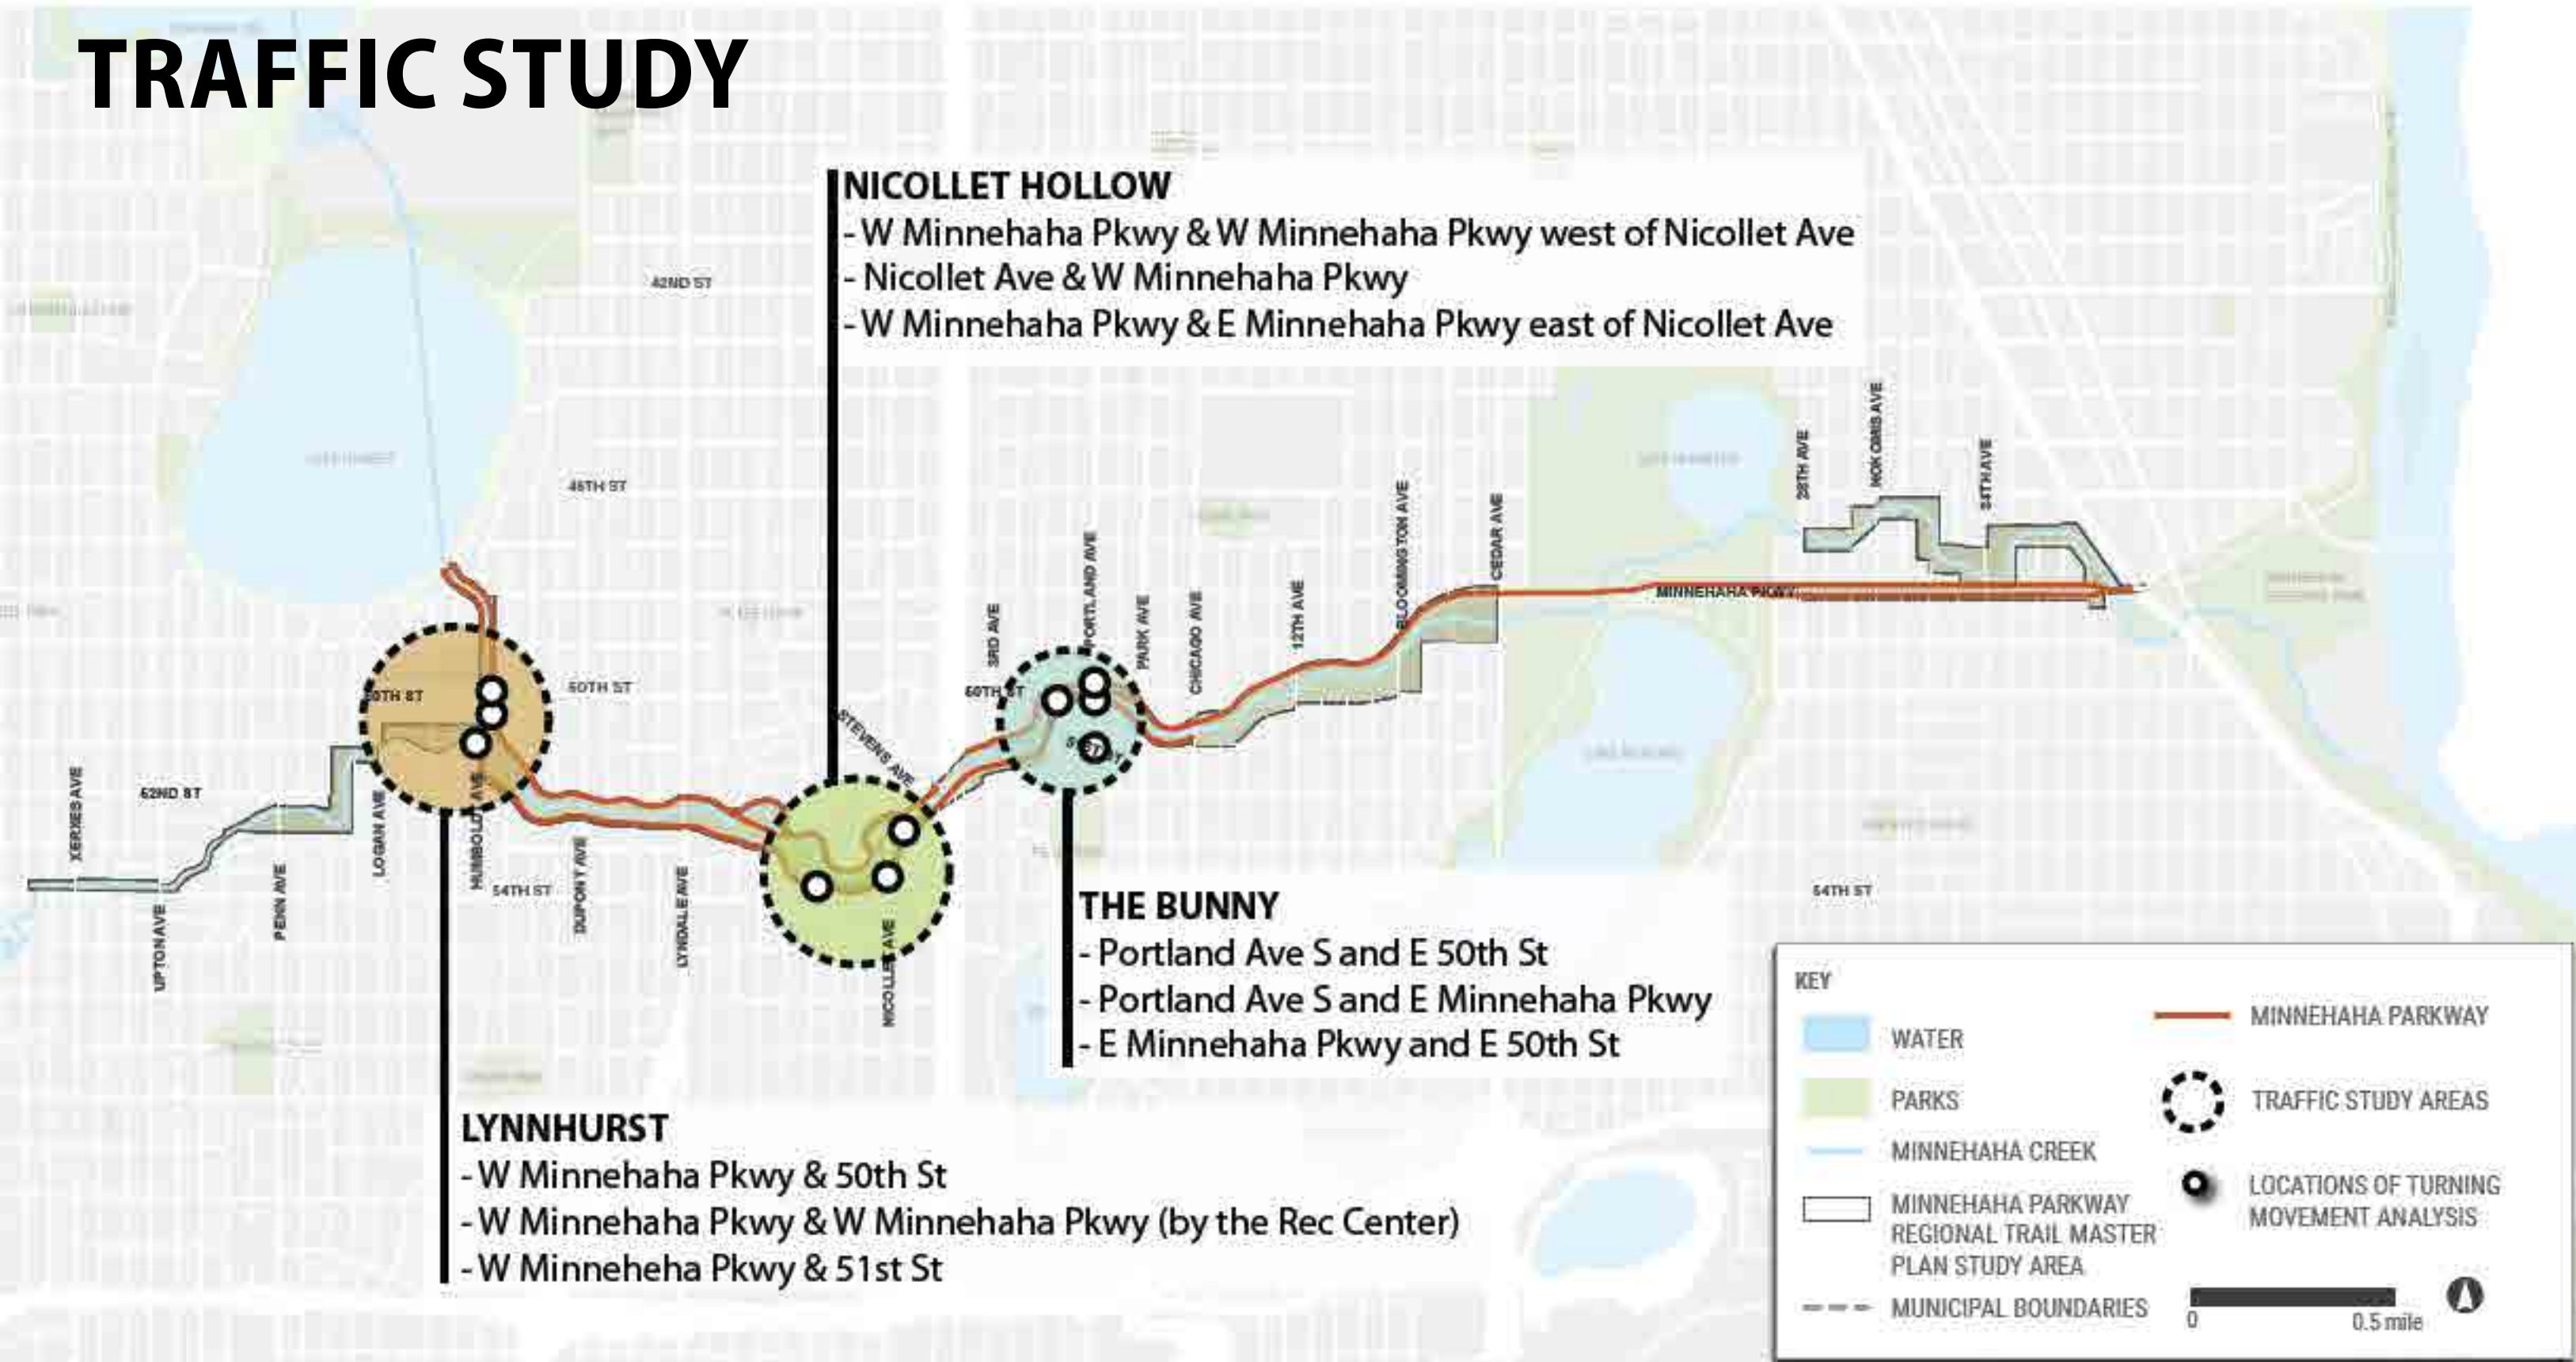 TRAFFIC STUDY
NICOLLET HOLLOW
- W Minnehaha Pkwy & W Minnehaha Pkwy west of Nicollet Ave
- Nicollet Ave & W Minnehaha Pkwy
- W Minnehaha Pkwy & E Minnehaha Pkwy east of Nicollet Ave
42ND ST
46TH ST
28TH AVE
NOKOMIS AVE
34TH AVE
BLOOMINGTON AVE
CEDAR AVE
MINNEHAHA PKWY
3RD AVE
PORTLAND AVE
PARK AVE
CHICAGO AVE
12TH AVE
50TH ST
50TH ST
50TH ST
51ST ST
STEVENS AVE
XERXES AVE
52ND ST
UPTON AVE
PENN AVE
LOGAN AVE
HUMBOLDT AVE
54TH ST
DUPONT AVE
LYNDALE AVE
NICOLLET AVE
54TH ST
THE BUNNY
- Portland Ave S and E 50th St
- Portland Ave S and E Minnehaha Pkwy
- E Minnehaha Pkwy and E 50th St
LYNNHURST
- W Minnehaha Pkwy & 50th St
- W Minnehaha Pkwy & W Minnehaha Pkwy (by the Rec Center)
- W Minneheha Pkwy & 51st St
KEY
WATER
PARKS
MINNEHAHA CREEK
MINNEHAHA PARKWAY
REGIONAL TRAIL MASTER
PLAN STUDY AREA
MUNICIPAL BOUNDARIES
MINNEHAHA PARKWAY
TRAFFIC STUDY AREAS
LOCATIONS OF TURNING
MOVEMENT ANALYSIS
0 0.5 mile